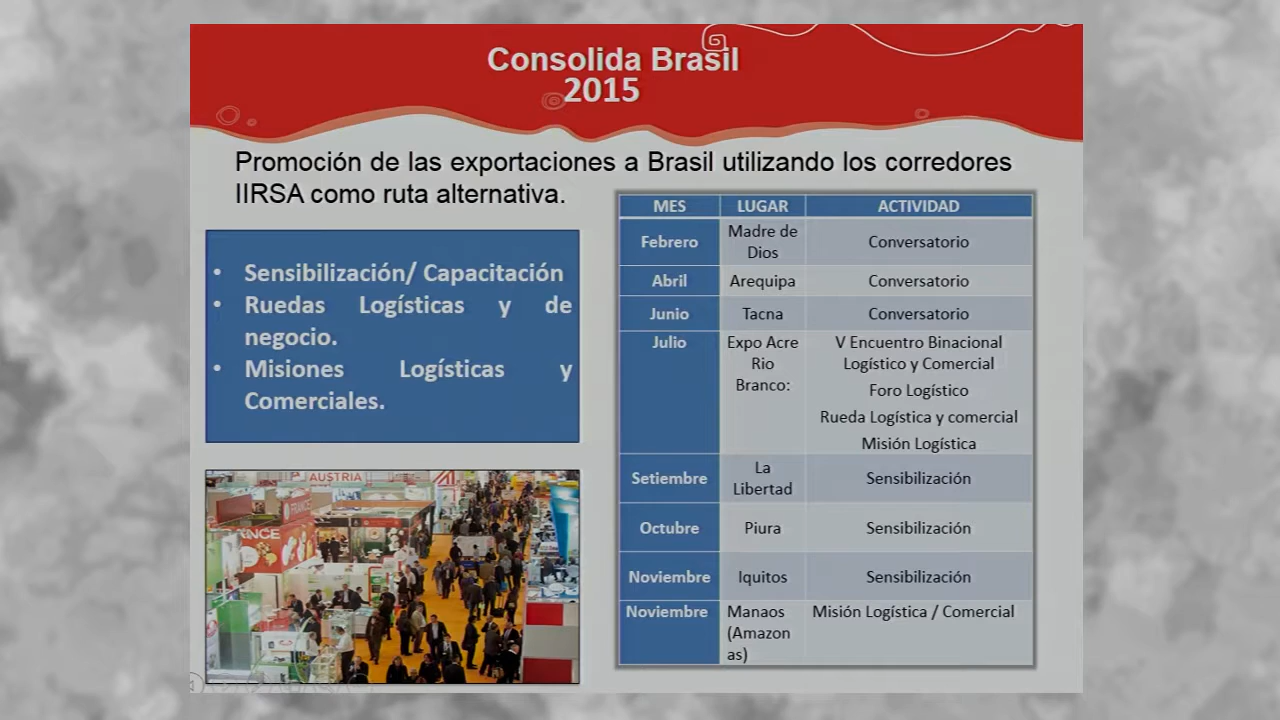 Consolida Brasil
2015
Promoción de las exportaciones a Brasil utilizando los corredores
IIRSA como ruta alternativa.
• Sensibilización/ Capacitación
• Ruedas Logísticas y de
negocio.
• Misiones Logísticas y
Comerciales.
MES LUGAR ACTIVIDAD
Febrero Madre de Dios Conversatorio
Abril Arequipa Conversatorio
Junio Tacna Conversatorio
Julio Expo Acre V Encuentro Binacional
Rio Logístico y Comercial
Branco: Foro Logístico
Rueda Logística y comercial
Misión Logística
Setiembre La Libertad Sensibilización
Octubre Piura Sensibilización
Noviembre Iquitos Sensibilización
Noviembre Manaos Misión Logística / Comercial
(Amazon
as)
AUSTRIA
FRANCE